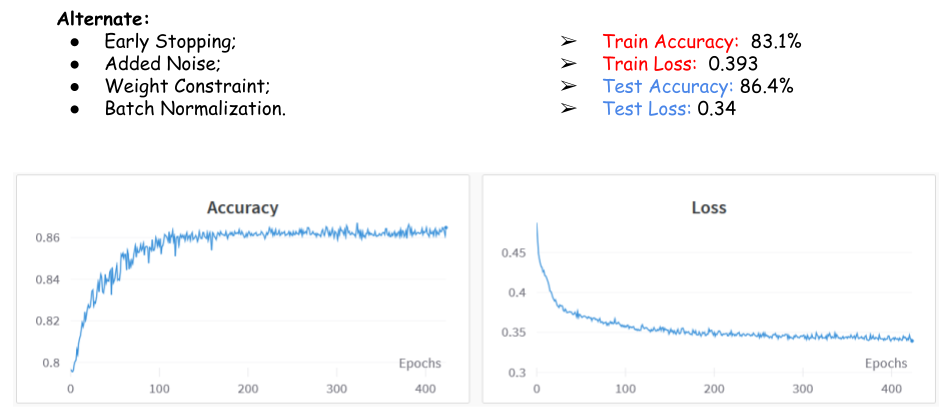 Alternate:
● Early Stopping;
● Added Noise;
● Weight Constraint;
● Batch Normalization.
➢ Train Accuracy: 83.1%
➢ Train Loss: 0.393
➢ Test Accuracy: 86.4%
➢ Test Loss: 0.34
Accuracy
0.86
0.84
0.82
0.8
Epochs
0 100 200 300 400
Loss
0.45
0.4
0.35
0.3
Epochs
0 100 200 300 400